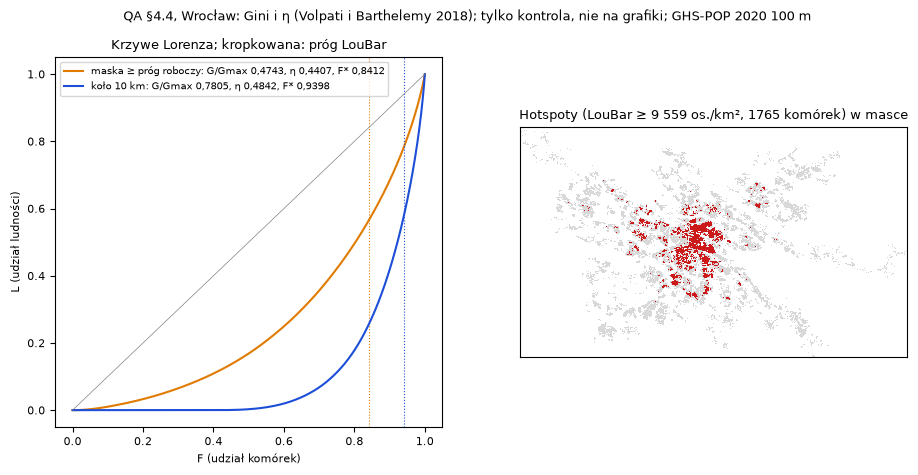 QA §4.4, Wrocław: Gini i η (Volpati i Barthelemy 2018); tylko kontrola, nie na grafiki; GHS-POP 2020 100 m
Krzywe Lorenza; kropkowana: próg LouBar
maska ≥ próg roboczy: G/Gmax 0,4743, η 0,4407, F* 0,8412
koło 10 km: G/Gmax 0,7805, η 0,4842, F* 0,9398
1.0
0.8
0.6
0.4
0.2
0.0
L (udział ludności)
0.0 0.2 0.4 0.6 0.8 1.0
F (udział komórek)
Hotspoty (LouBar ≥ 9 559 os./km², 1765 komórek) w masce